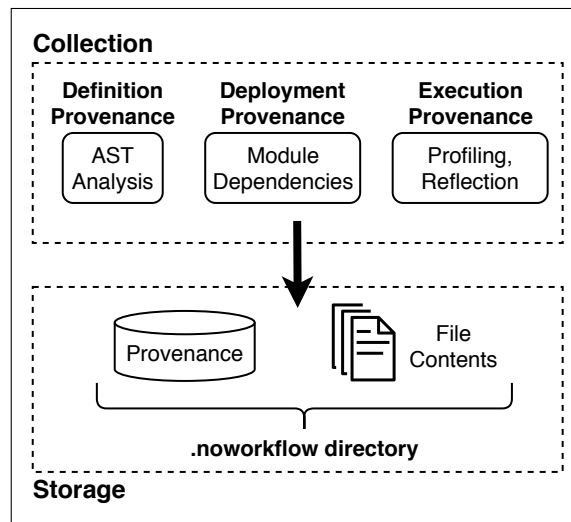 Collection
Definition
Provenance
AST
Analysis
Deployment
Provenance
Module
Dependencies
Execution
Provenance
Profiling,
Reflection
Provenance
File
Contents
.noworkflow directory
Storage